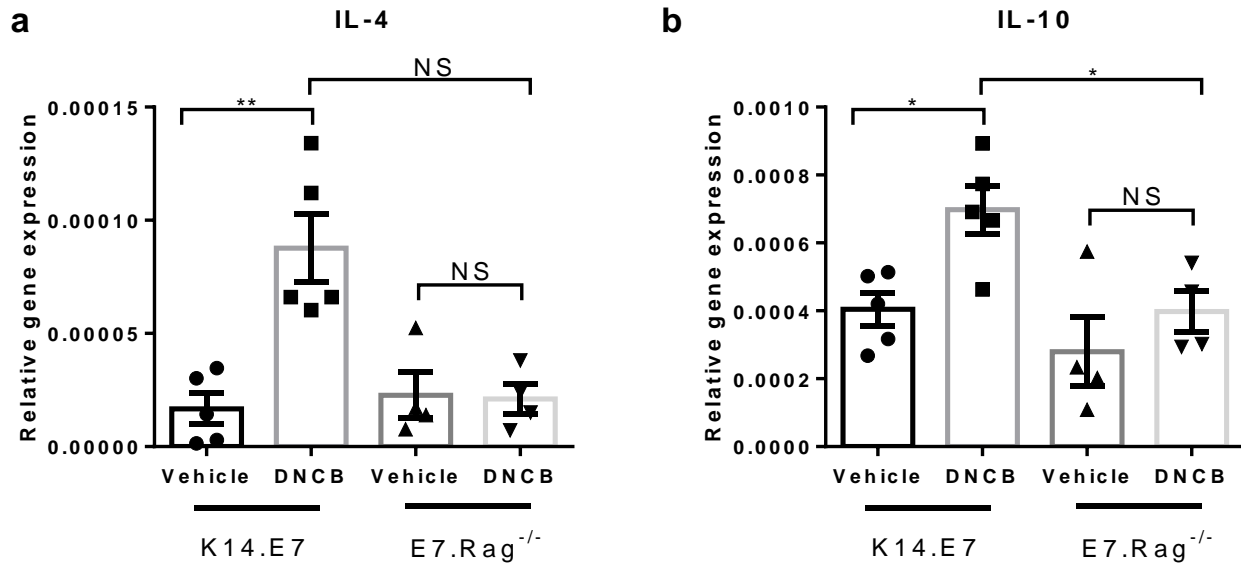 a
IL-4
Relative gene expression
0.00015
0.00010
0.00005
0.00000
**
NS
NS
Vehicle DNCB Vehicle DNCB
K14.E7 E7.Rag-/-
b
IL-10
Relative gene expression
0.0010
0.0008
0.0006
0.0004
0.0002
0.0000
*
*
NS
Vehicle DNCB Vehicle DNCB
K14.E7 E7.Rag-/-